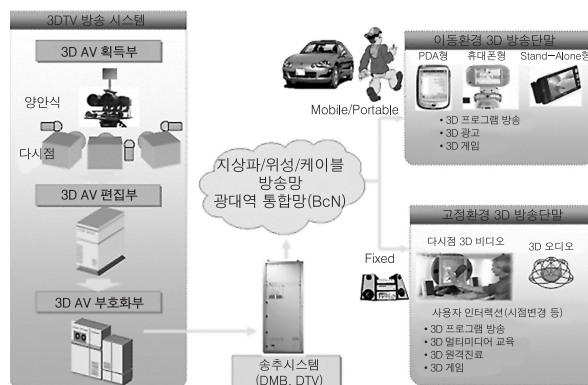 3DTV 방송 시스템
3D AV 획득부
양안식
다시점
3D AV 편집부
3D AV 부호화부
Mobile/Portable
지상파/위성/케이블
방송망
광대역 통합망(BcN)
송추시스템
(DMB, DTV)
Fixed
이동환경 3D 방송단말
PDA형
휴대폰형
Stand-Alone형
• 3D 프로그램 방송
• 3D 광고
• 3D 게임
고정환경 3D 방송단말
다시점 3D 비디오
3D 오디오
사용자 인터렉션(시점변경 등)
• 3D 프로그램 방송
• 3D 멀티미디어 교육
• 3D 원격진료
• 3D 게임